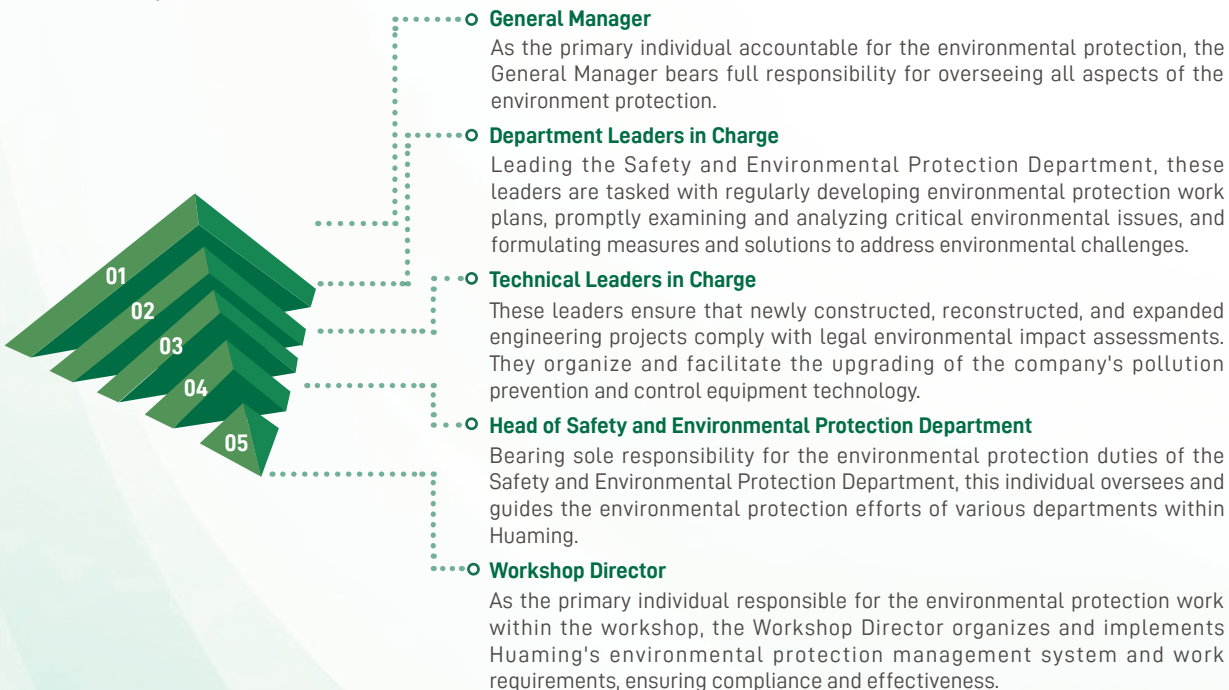 General Manager
As the primary individual accountable for the environmental protection, the
General Manager bears full responsibility for overseeing all aspects of the
environment protection.
Department Leaders in Charge
Leading the Safety and Environmental Protection Department, these
leaders are tasked with regularly developing environmental protection work
plans, promptly examining and analyzing critical environmental issues, and
formulating measures and solutions to address environmental challenges.
Technical Leaders in Charge
These leaders ensure that newly constructed, reconstructed, and expanded
engineering projects comply with legal environmental impact assessments.
They organize and facilitate the upgrading of the company's pollution
prevention and control equipment technology.
Head of Safety and Environmental Protection Department
Bearing sole responsibility for the environmental protection duties of the
Safety and Environmental Protection Department, this individual oversees and
guides the environmental protection efforts of various departments within
Huaming.
Workshop Director
As the primary individual responsible for the environmental protection work
within the workshop, the Workshop Director organizes and implements
Huaming's environmental protection management system and work
requirements, ensuring compliance and effectiveness.
01
02
03
04
05